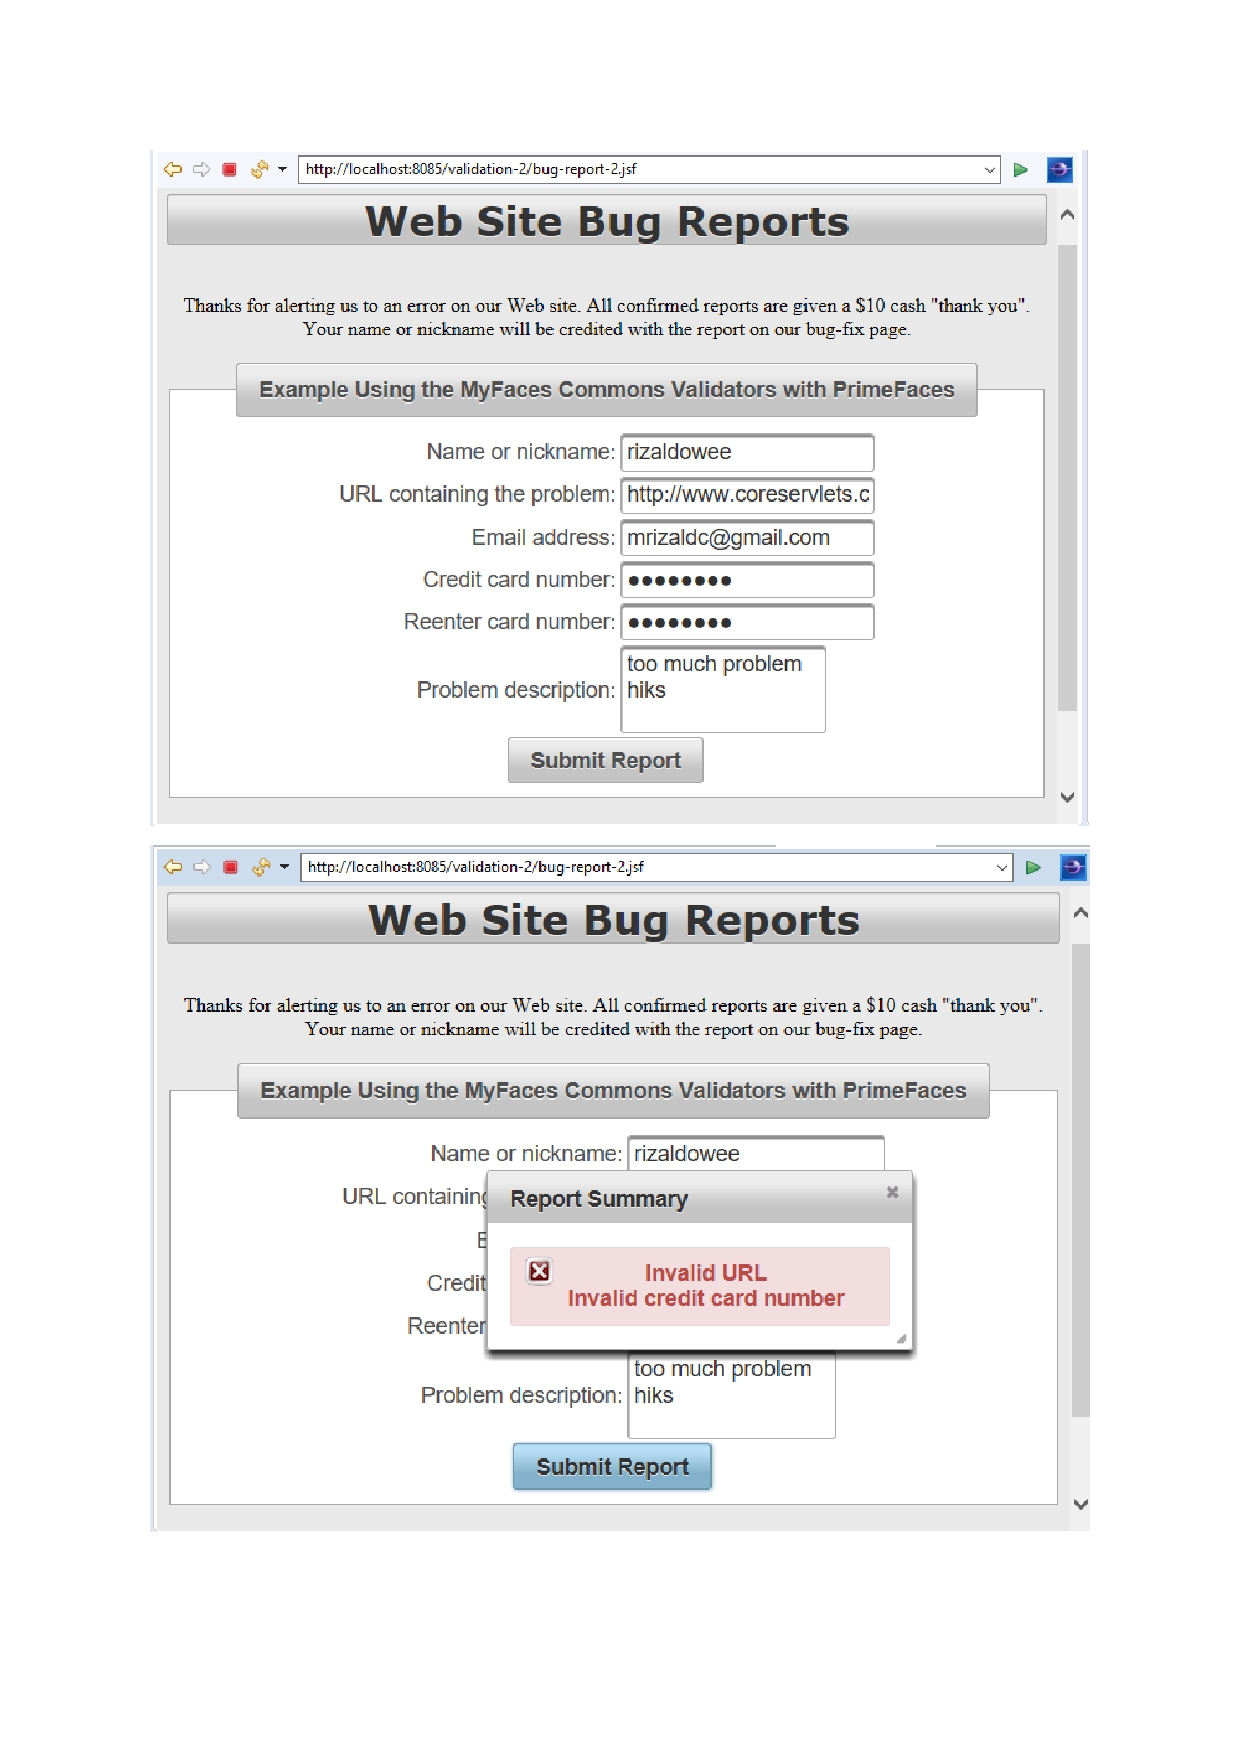 http://localhost:8085/validation-2/bug-report-2.jsf
Web Site Bug Reports
Thanks for alerting us to an error on our Web site. All confirmed reports are given a $10 cash "thank you".
Your name or nickname will be credited with the report on our bug-fix page.
Example Using the MyFaces Commons Validators with PrimeFaces
Name or nickname: rizaldowee
URL containing the problem: http://www.coreservlets.c
Email address: mrizaldc@gmail.com
Credit card number: ●●●●●●●●
Reenter card number: ●●●●●●●●
too much problem
Problem description: hiks
Submit Report
http://localhost:8085/validation-2/bug-report-2.jsf
Web Site Bug Reports
Thanks for alerting us to an error on our Web site. All confirmed reports are given a $10 cash "thank you".
Your name or nickname will be credited with the report on our bug-fix page.
Example Using the MyFaces Commons Validators with PrimeFaces
Name or nickname: rizaldowee
URL containing
Report Summary
E
Credit
Invalid URL
Invalid credit card number
Reenter
too much problem
Problem description: hiks
Submit Report